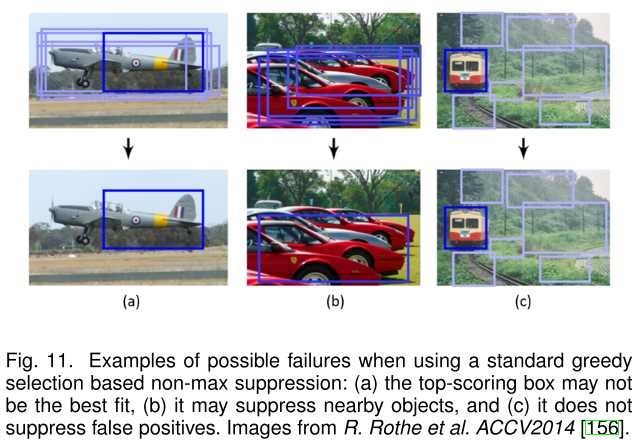 (a)
(b)
(c)
Fig. 11. Examples of possible failures when using a standard greedy
selection based non-max suppression: (a) the top-scoring box may not
be the best fit, (b) it may suppress nearby objects, and (c) it does not
suppress false positives. Images from R. Rothe et al. ACCV2014 [156].